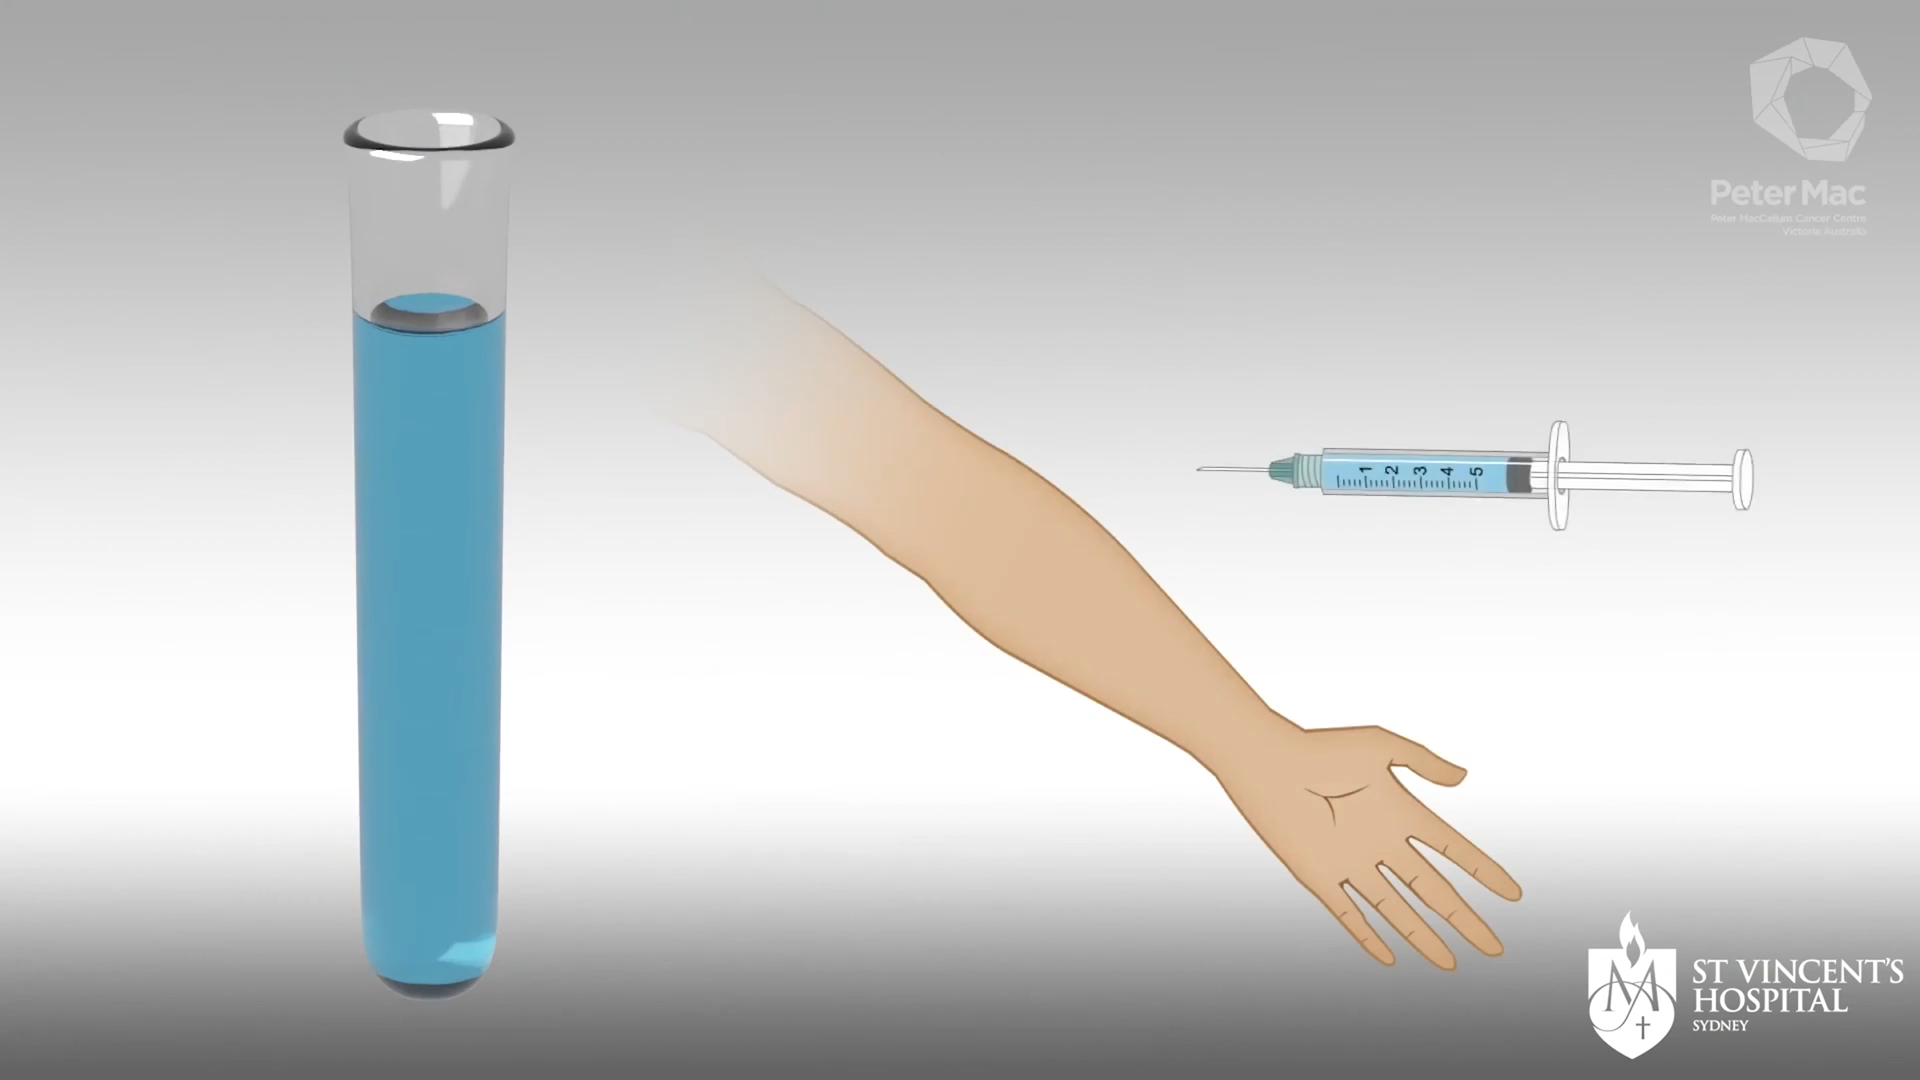 Peter Mac
Peter MacCallum Cancer Centre
Victoria Australia
1 2 3 4 5
ST VINCENT'S
HOSPITAL
SYDNEY